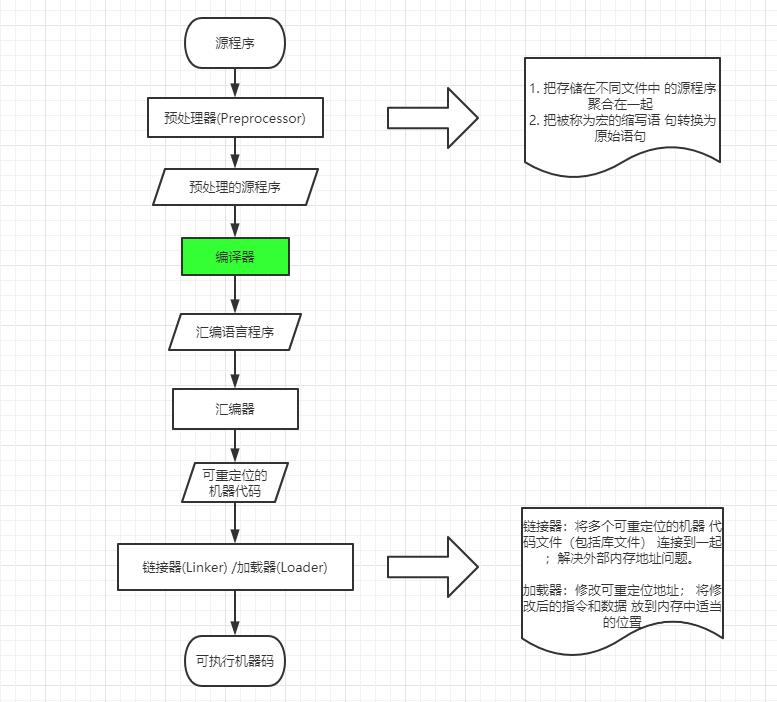 源程序
预处理器(Preprocessor)
1. 把存储在不同文件中 的源程序
聚合在一起
2. 把被称为宏的缩写语 句转换为
原始语句
预处理的源程序
编译器
汇编语言程序
汇编器
可重定位的
机器代码
链接器(Linker) /加载器(Loader)
链接器：将多个可重定位的机器 代
码文件（包括库文件） 连接到一起
；解决外部内存地址问题。
加载器：修改可重定位地址； 将修
改后的指令和数据 放到内存中适当
的位置
可执行机器码